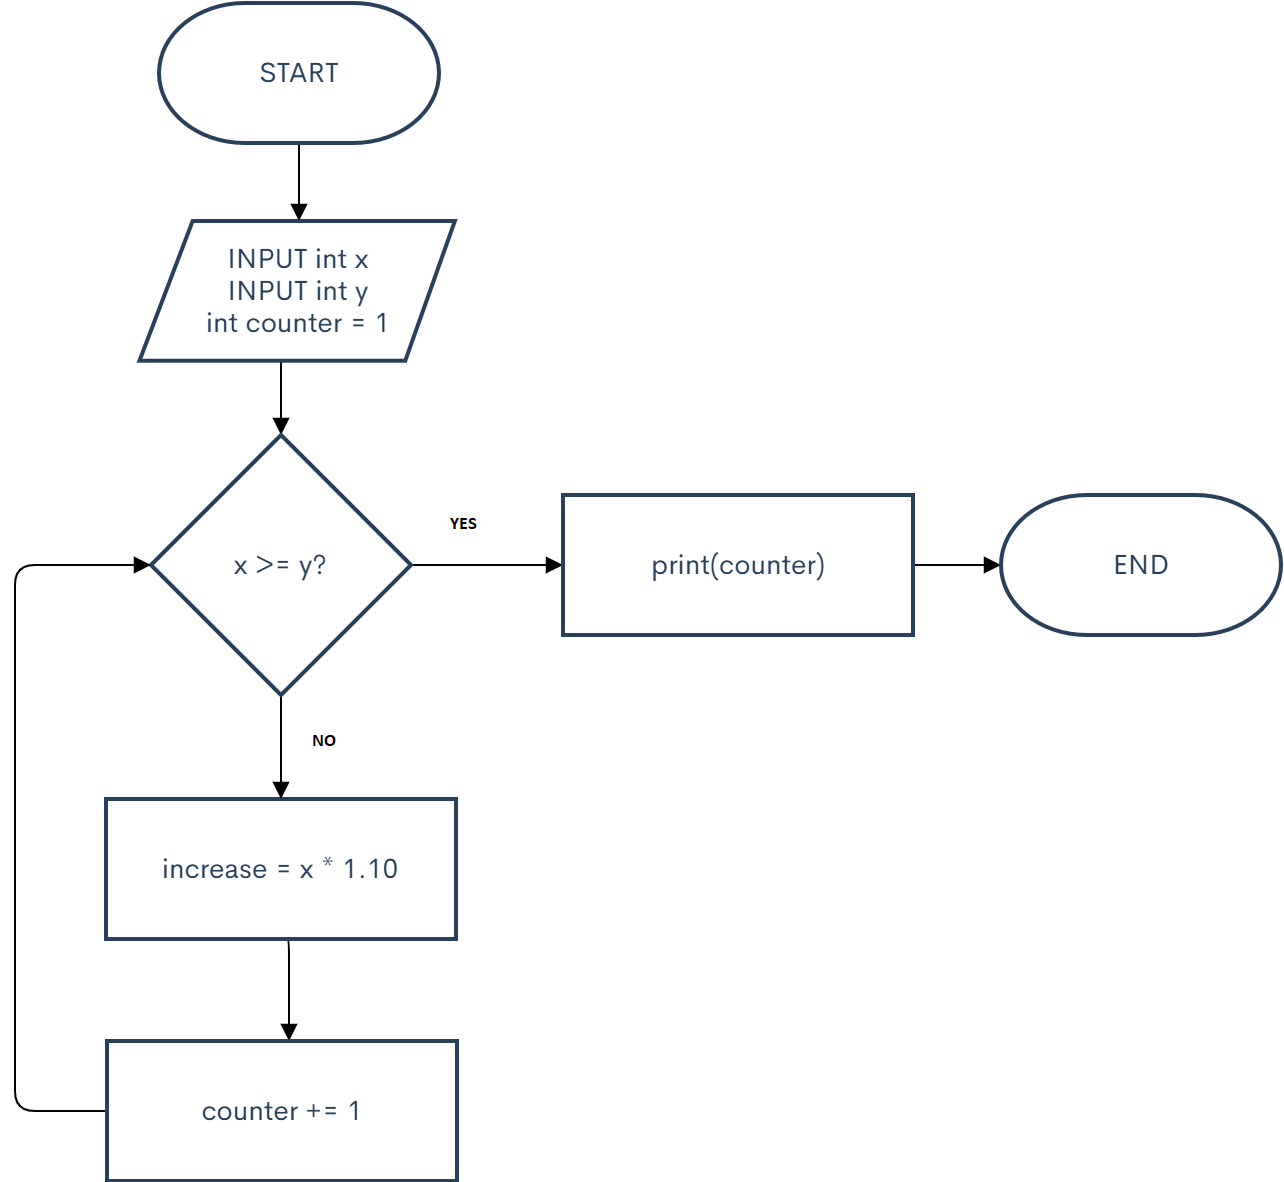 START
INPUT int x
INPUT int y
int counter = 1
x >= y?
YES
print(counter)
END
NO
increase = x * 1.10
counter += 1